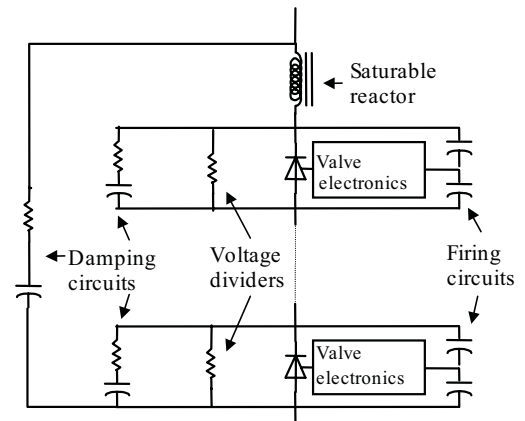 Saturable
reactor
Valve
electronics
Damping
circuits
Voltage
dividers
Firing
circuits
Valve
electronics